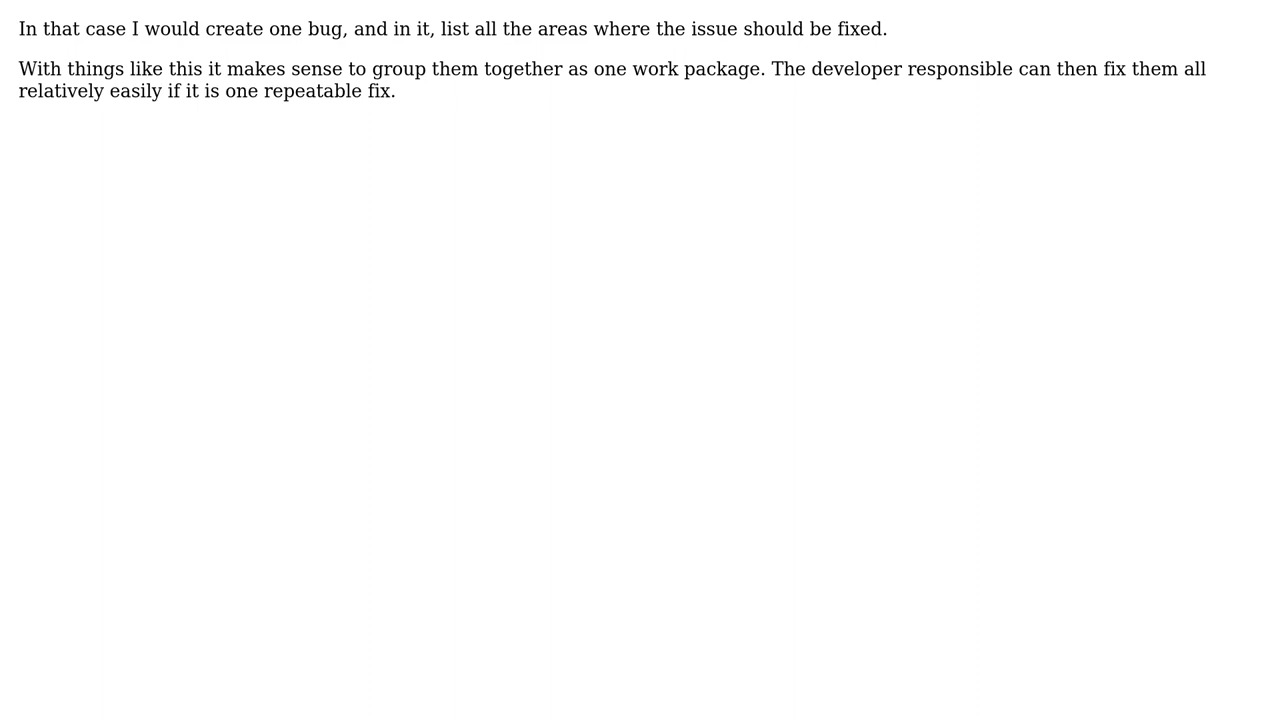 In that case I would create one bug, and in it, list all the areas where the issue should be fixed.
With things like this it makes sense to group them together as one work package. The developer responsible can then fix them all
relatively easily if it is one repeatable fix.